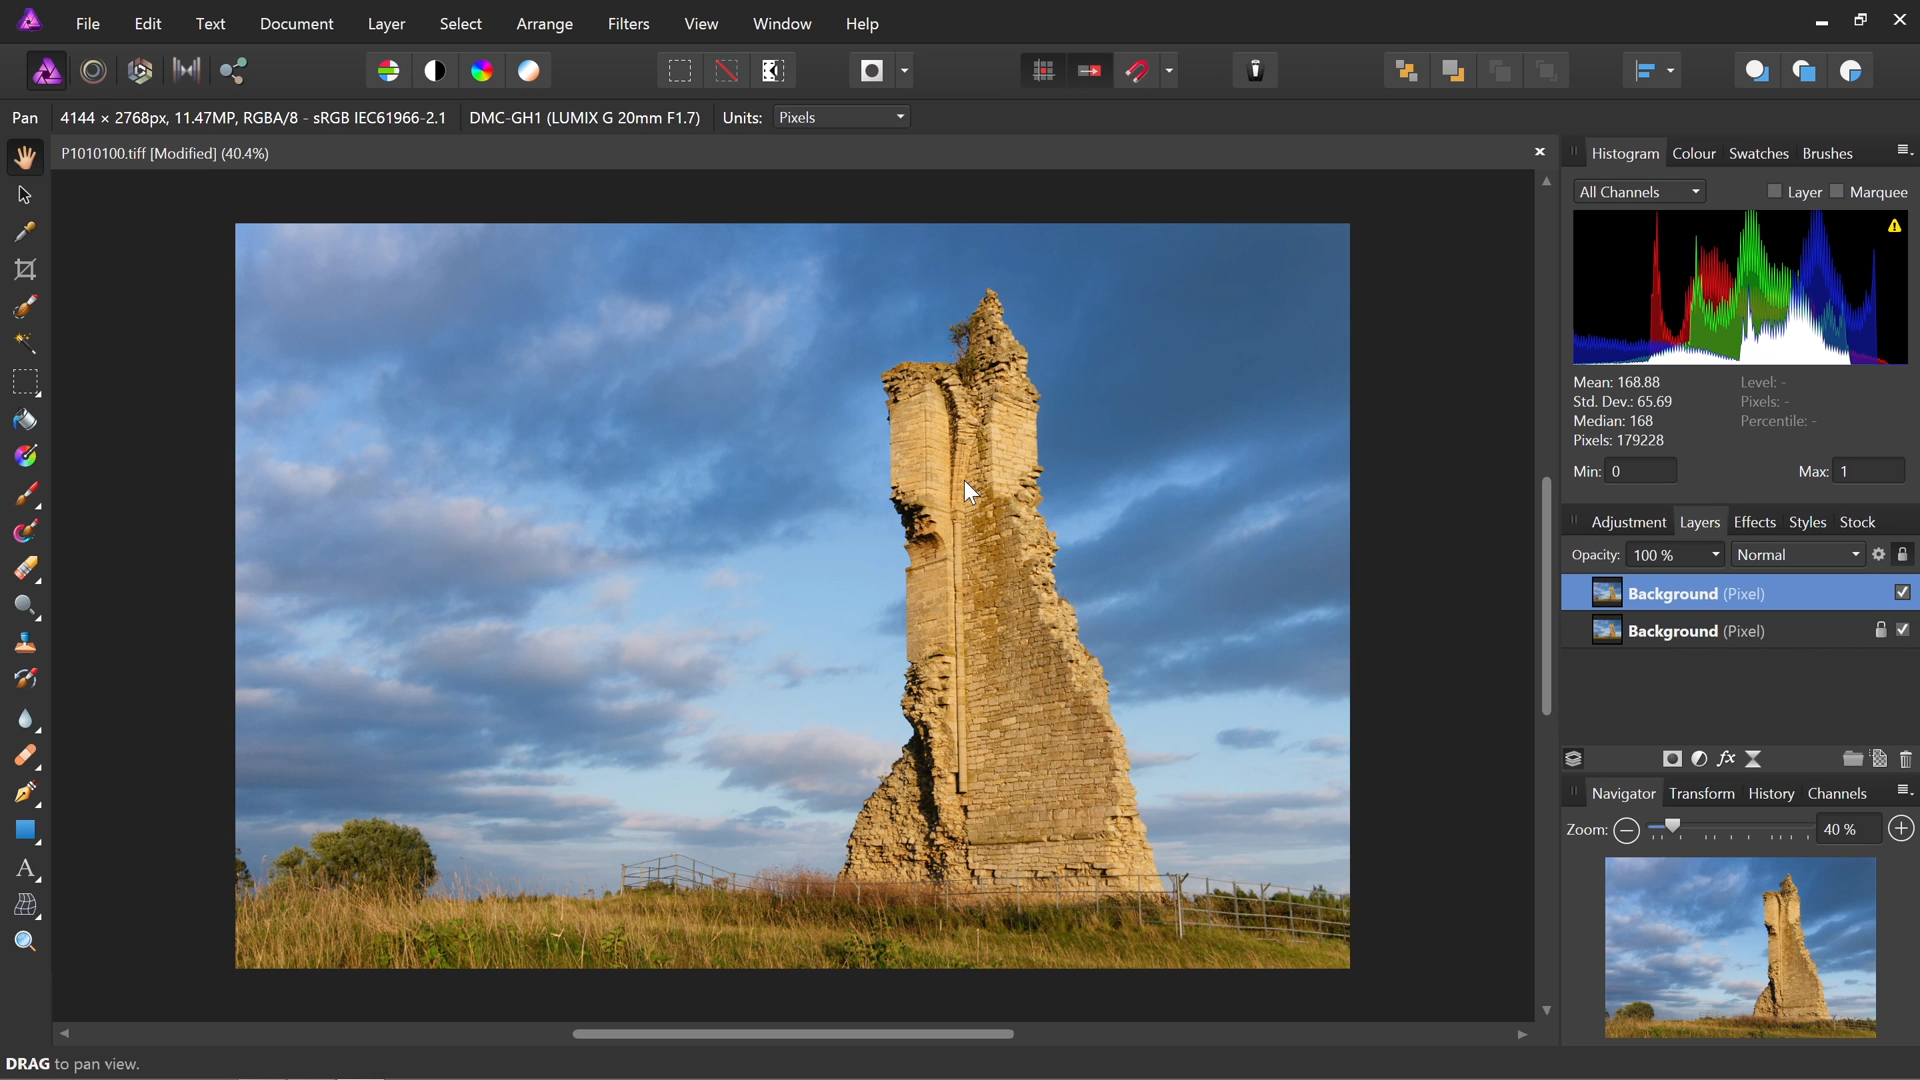 File Edit Text Document Layer Select Arrange Filters View Window Help
Pan 4144 × 2768px, 11.47MP, RGBA/8 - sRGB IEC61966-2.1 DMC-GH1 (LUMIX G 20mm F1.7) Units: Pixels
P1010100.tiff [Modified] (40.4%)
Histogram Colour Swatches Brushes
All Channels Layer Marquee
Mean: 168.88 Level: -
Std. Dev.: 65.69 Pixels: -
Median: 168 Percentile: -
Pixels: 179228
Min: 0 Max: 1
Adjustment Layers Effects Styles Stock
Opacity: 100 % Normal
Background (Pixel)
Background (Pixel)
fx
Navigator Transform History Channels
Zoom: 40 %
A
DRAG to pan view.